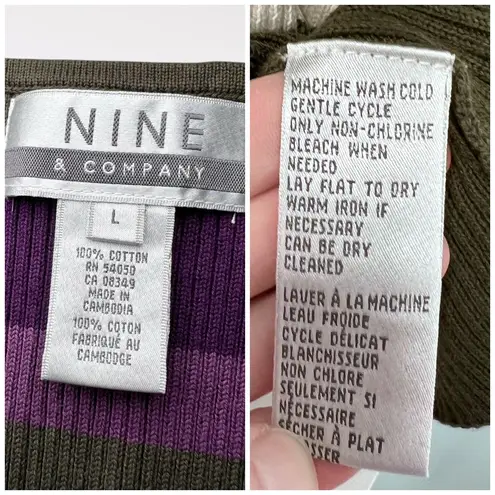 NINE
& COMPANY
L
100% COTTON
RN 54050
CA 08349
MADE IN
CAMBODIA
100% COTON
FABRIQUÉ AU
CAMBODGE
MACHINE WASH COLD
GENTLE CYCLE
ONLY NON-CHLORINE
BLEACH WHEN
NEEDED
LAY FLAT TO DRY
WARM IRON IF
NECESSARY
CAN BE DRY
CLEANED
LAVER À LA MACHINE
LEAU FROIDE
CYCLE DÉLICAT
BLANCHISSEUR
NON CHLORE
SEULEMENT SI
NÉCESSAIRE
SÉCHER À PLAT